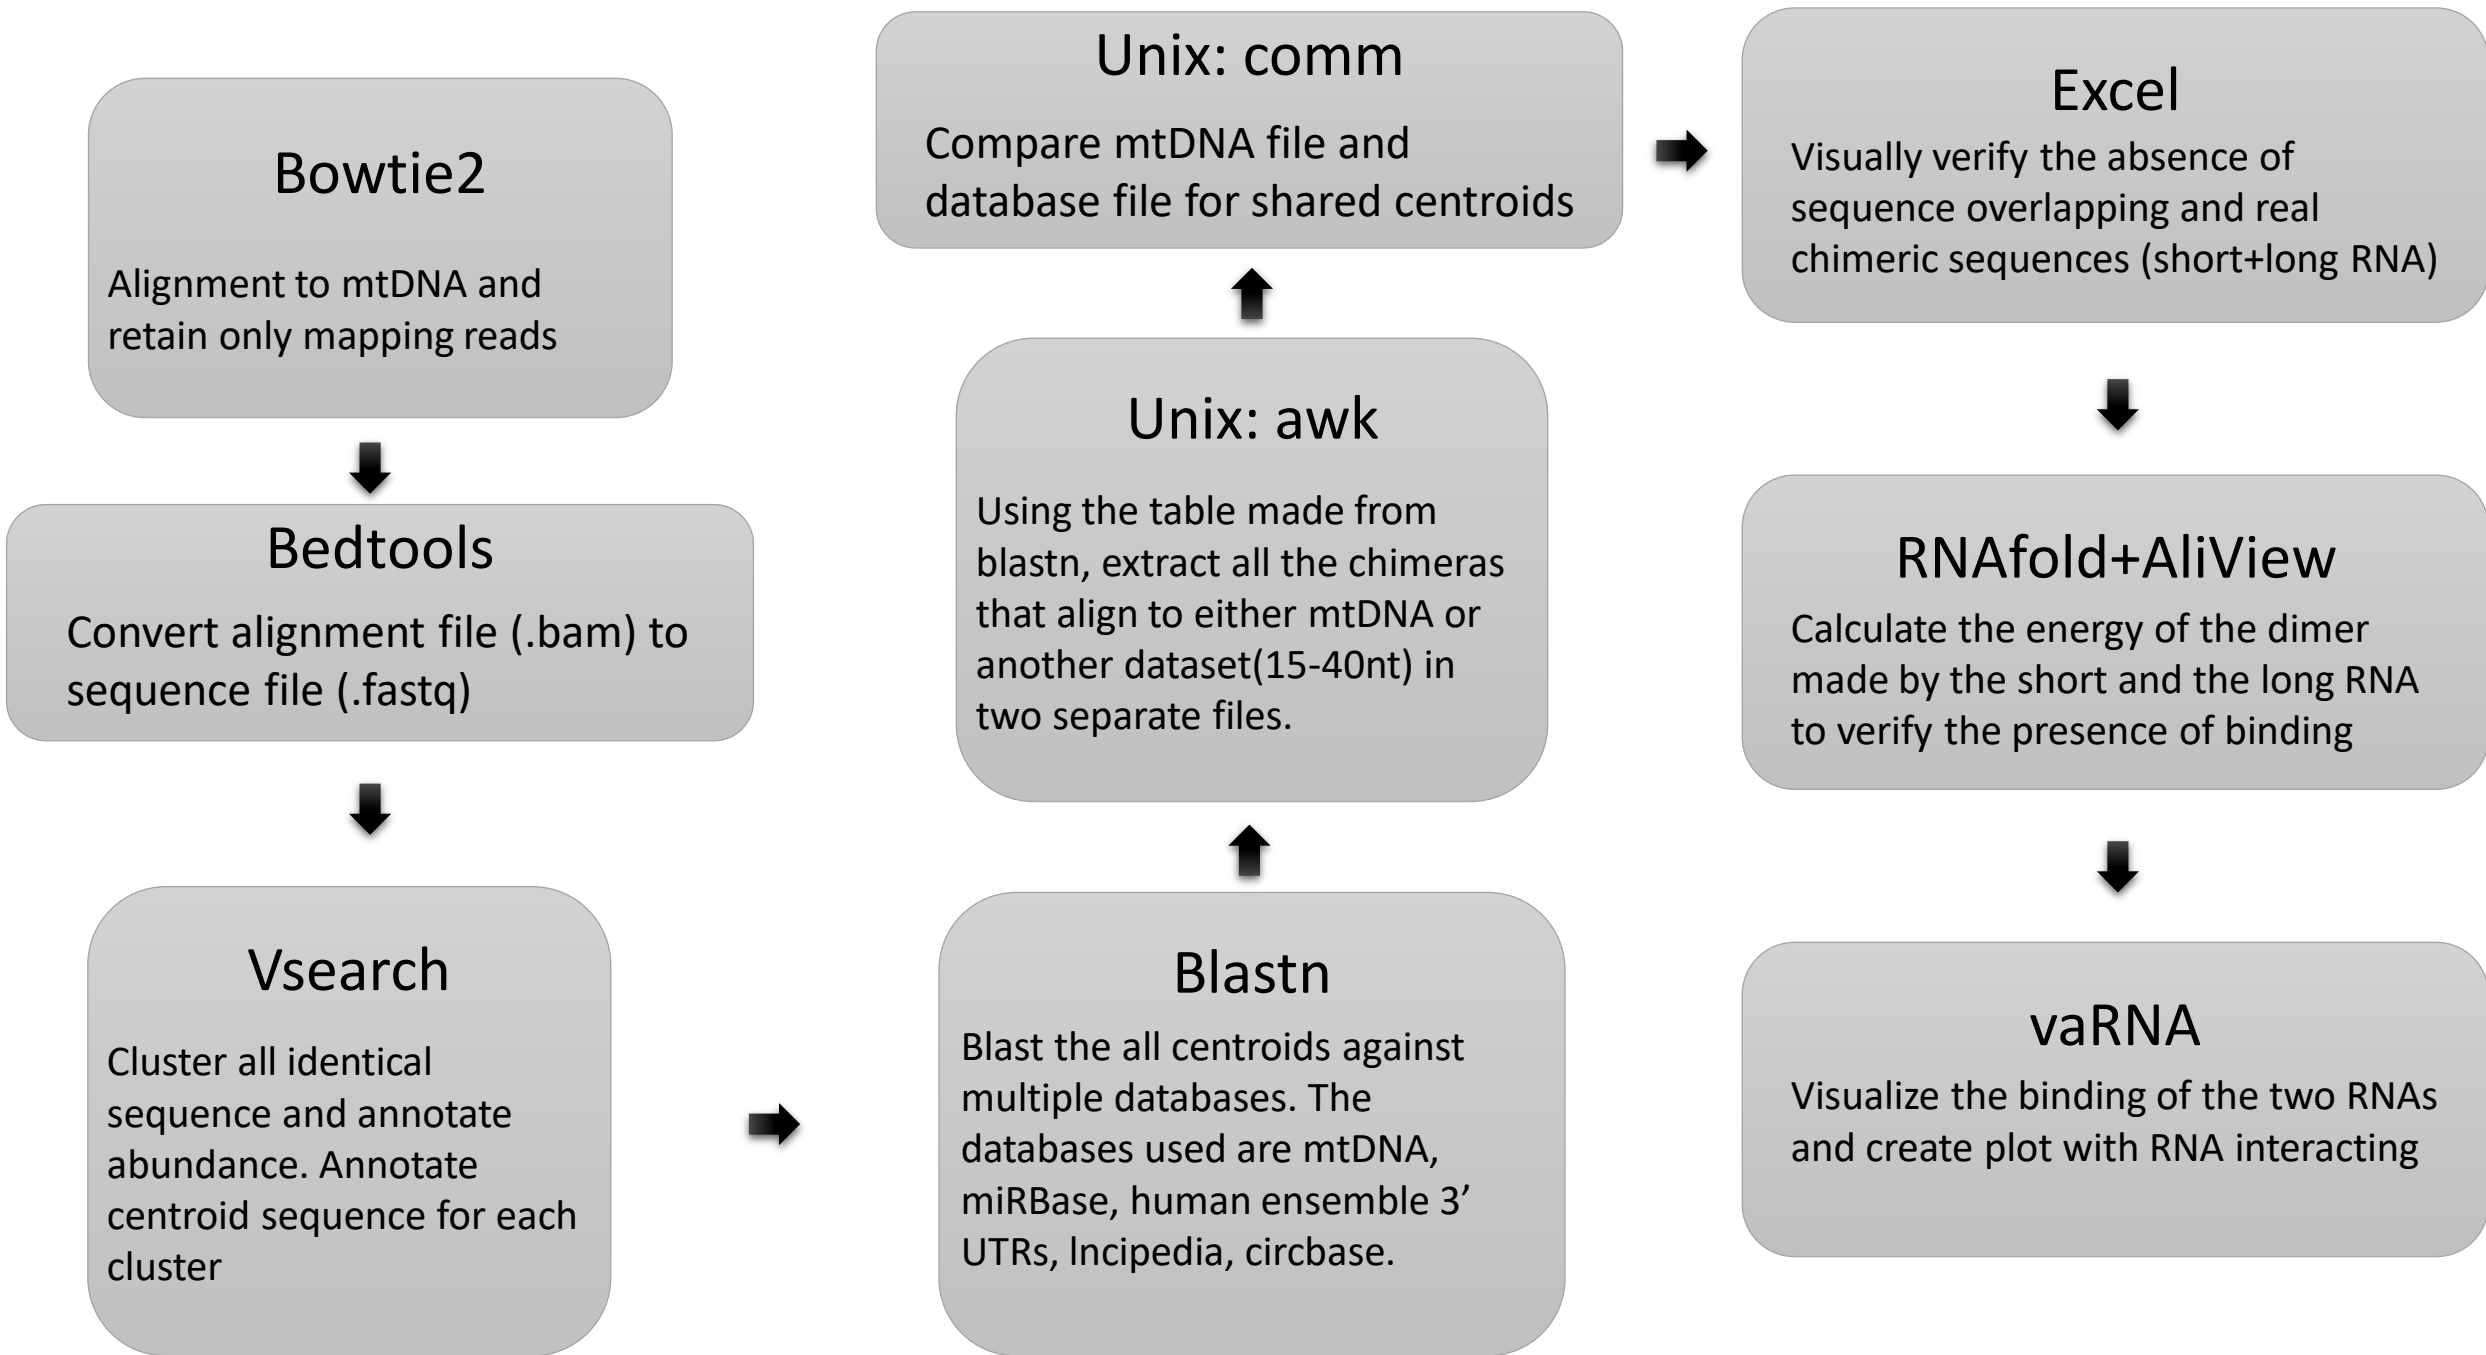 Bowtie2
Alignment to mtDNA and
retain only mapping reads
Bedtools
Convert alignment file (.bam) to
sequence file (.fastq)
Vsearch
Cluster all identical
sequence and annotate
abundance. Annotate
centroid sequence for each
cluster
Blastn
Blast the all centroids against
multiple databases. The
databases used are mtDNA,
miRBase, human ensemble 3’
UTRs, lncipedia, circbase.
Unix: awk
Using the table made from
blastn, extract all the chimeras
that align to either mtDNA or
another dataset(15-40nt) in
two separate files.
Unix: comm
Compare mtDNA file and
database file for shared centroids
Excel
Visually verify the absence of
sequence overlapping and real
chimeric sequences (short+long RNA)
RNAfold+AliView
Calculate the energy of the dimer
made by the short and the long RNA
to verify the presence of binding
vaRNA
Visualize the binding of the two RNAs
and create plot with RNA interacting